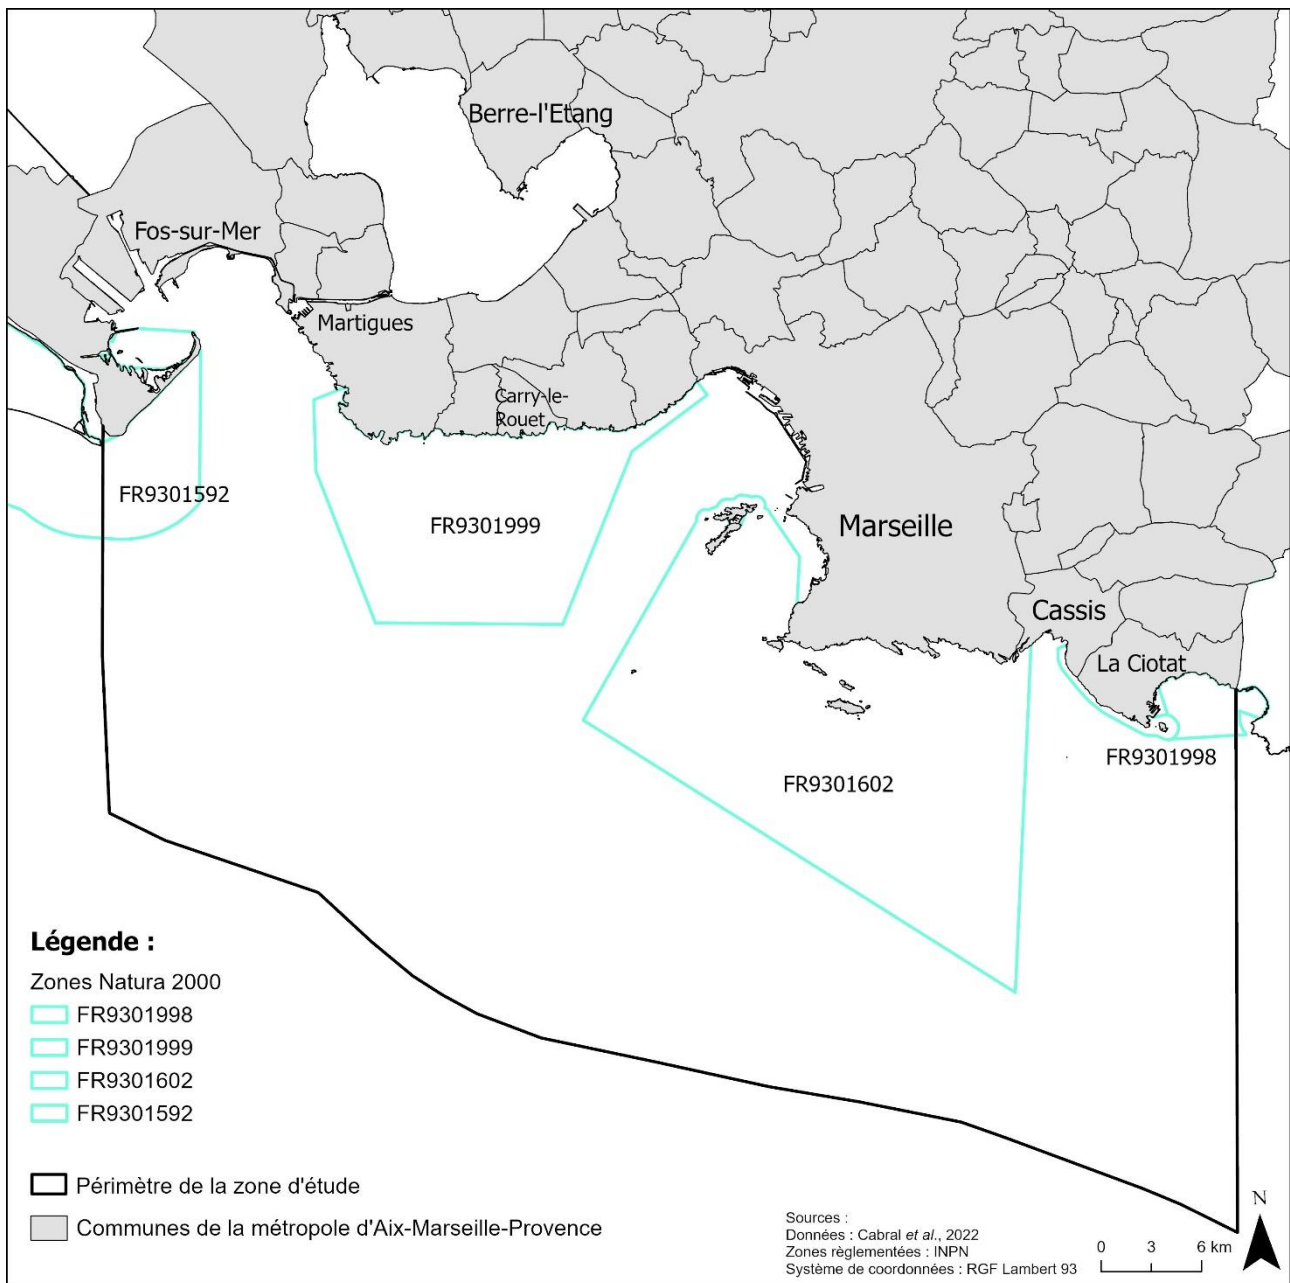 Berre-l'Etang
Fos-sur-Mer
Martigues
Carry-le-
Rouet
FR9301592
FR9301999
Marseille
Cassis
La Ciotat
FR9301998
FR9301602
Légende :
Zones Natura 2000
FR9301998
FR9301999
FR9301602
FR9301592
Périmètre de la zone d'étude
Communes de la métropole d'Aix-Marseille-Provence
Sources :
Données : Cabral et al., 2022
Zones règlementées : INPN
Système de coordonnées : RGF Lambert 93
0 3 6 km
N